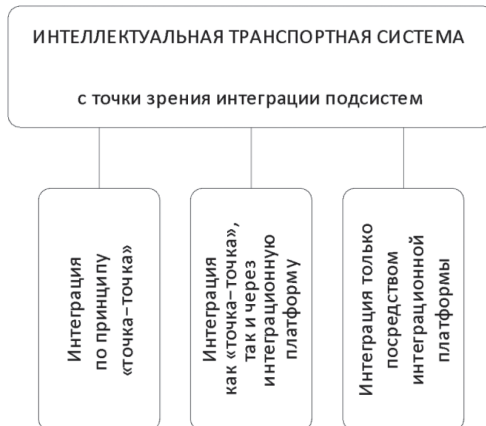 ИНТЕЛЛЕКТУАЛЬНАЯ ТРАНСПОРТНАЯ СИСТЕМА
с точки зрения интеграции подсистем
Интеграция
по принципу
«точка–точка»
Интеграция
как «точка–точка»,
так и через
интеграционную
платформу
Интеграция только
посредством
интеграционной
платформы